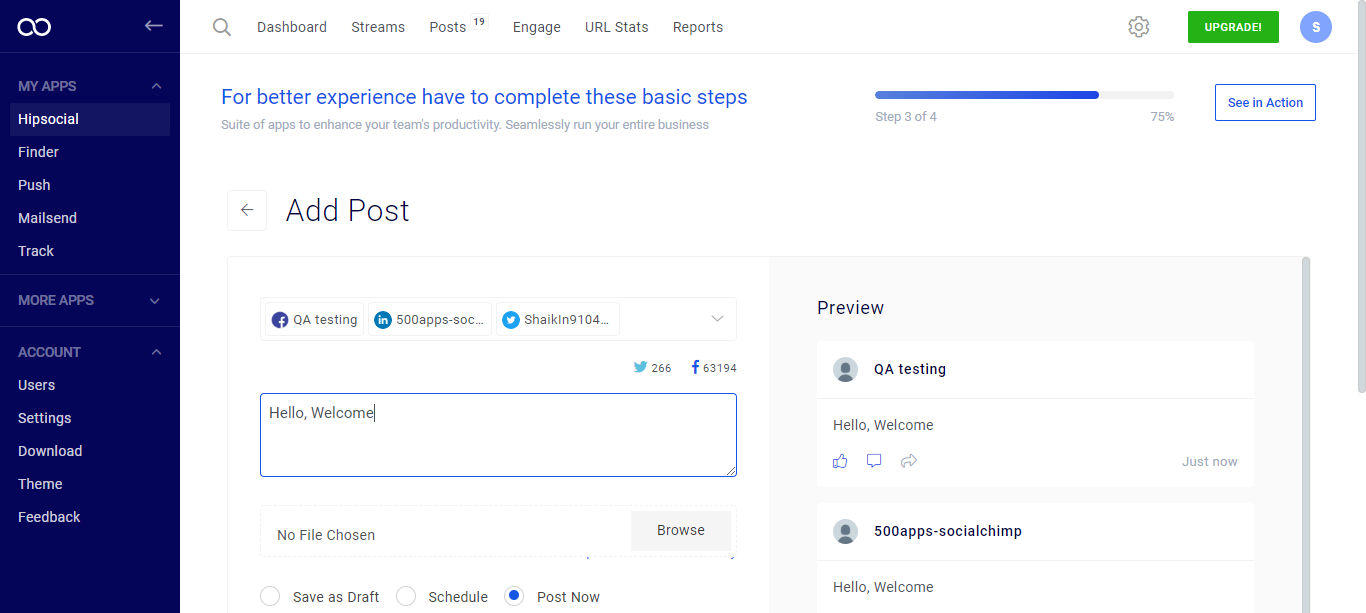 Dashboard Streams Posts 19 Engage URL Stats Reports UPGRADE! S
MY APPS
Hipsocial
Finder
Push
Mailsend
Track
MORE APPS
ACCOUNT
Users
Settings
Download
Theme
Feedback
For better experience have to complete these basic steps
Suite of apps to enhance your team's productivity. Seamlessly run your entire business
Step 3 of 4 75%
See in Action
Add Post
QA testing 500apps-soc... ShaikIn9104...
266 63194
Hello, Welcome
No File Chosen Browse
Save as Draft Schedule Post Now
Preview
QA testing
Hello, Welcome
Just now
500apps-socialchimp
Hello, Welcome